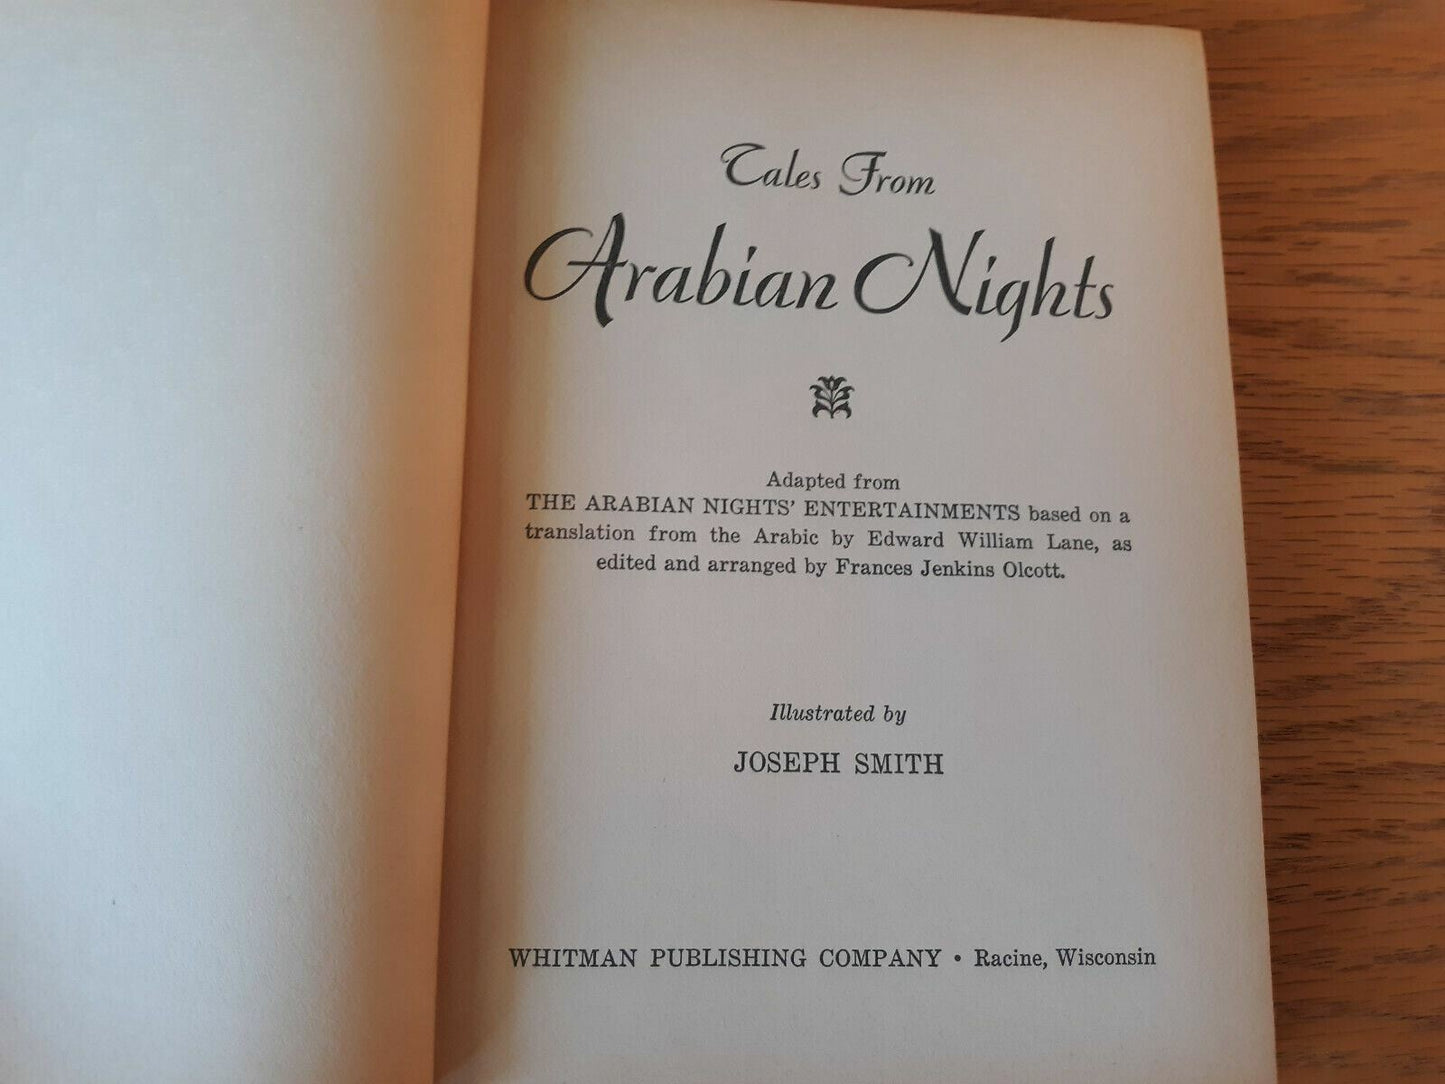 Tales From
Arabian Nights
Adapted from
THE ARABIAN NIGHTS' ENTERTAINMENTS based on a
translation from the Arabic by Edward William Lane, as
edited and arranged by Frances Jenkins Olcott.
Illustrated by
JOSEPH SMITH
WHITMAN PUBLISHING COMPANY • Racine, Wisconsin